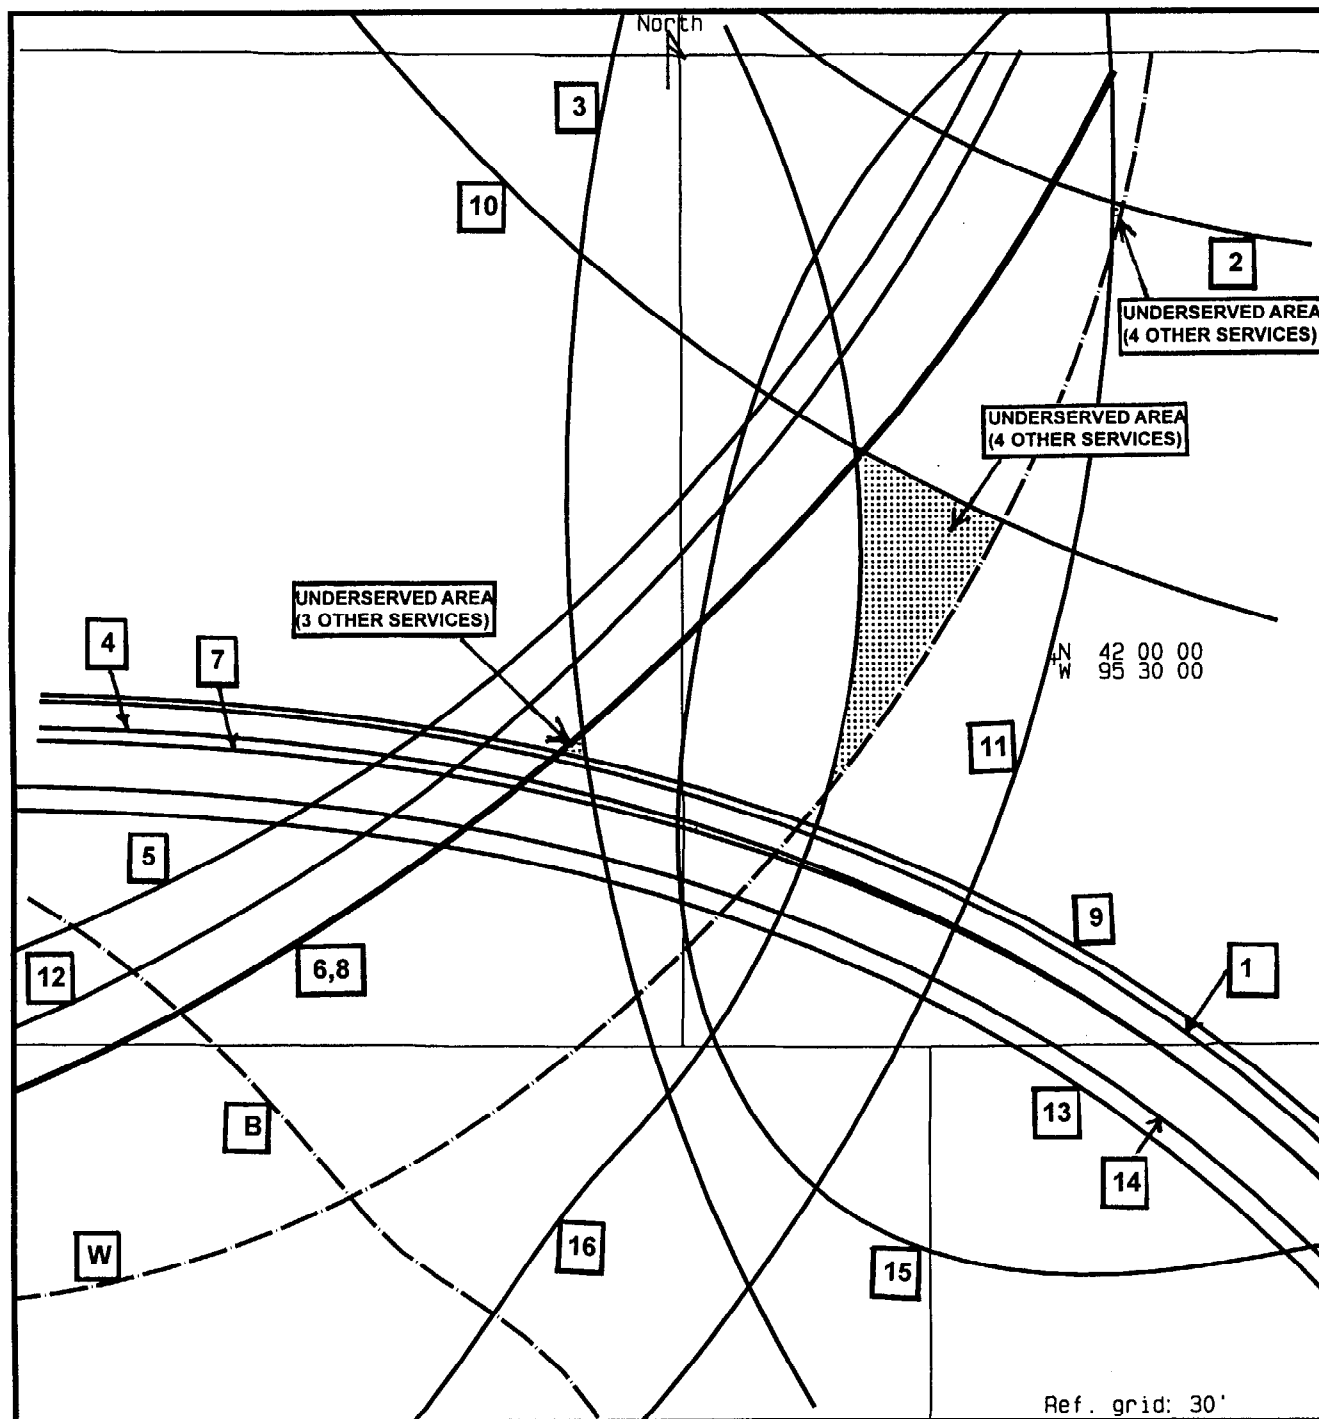 North
3
10
2
UNDERSERVED AREA
(4 OTHER SERVICES)
UNDERSERVED AREA
(4 OTHER SERVICES)
UNDERSERVED AREA
(3 OTHER SERVICES)
4
7
N 42 00 00
W 95 30 00
11
5
9
12
6,8
1
B
13
14
W
16
15
Ref. grid: 30'